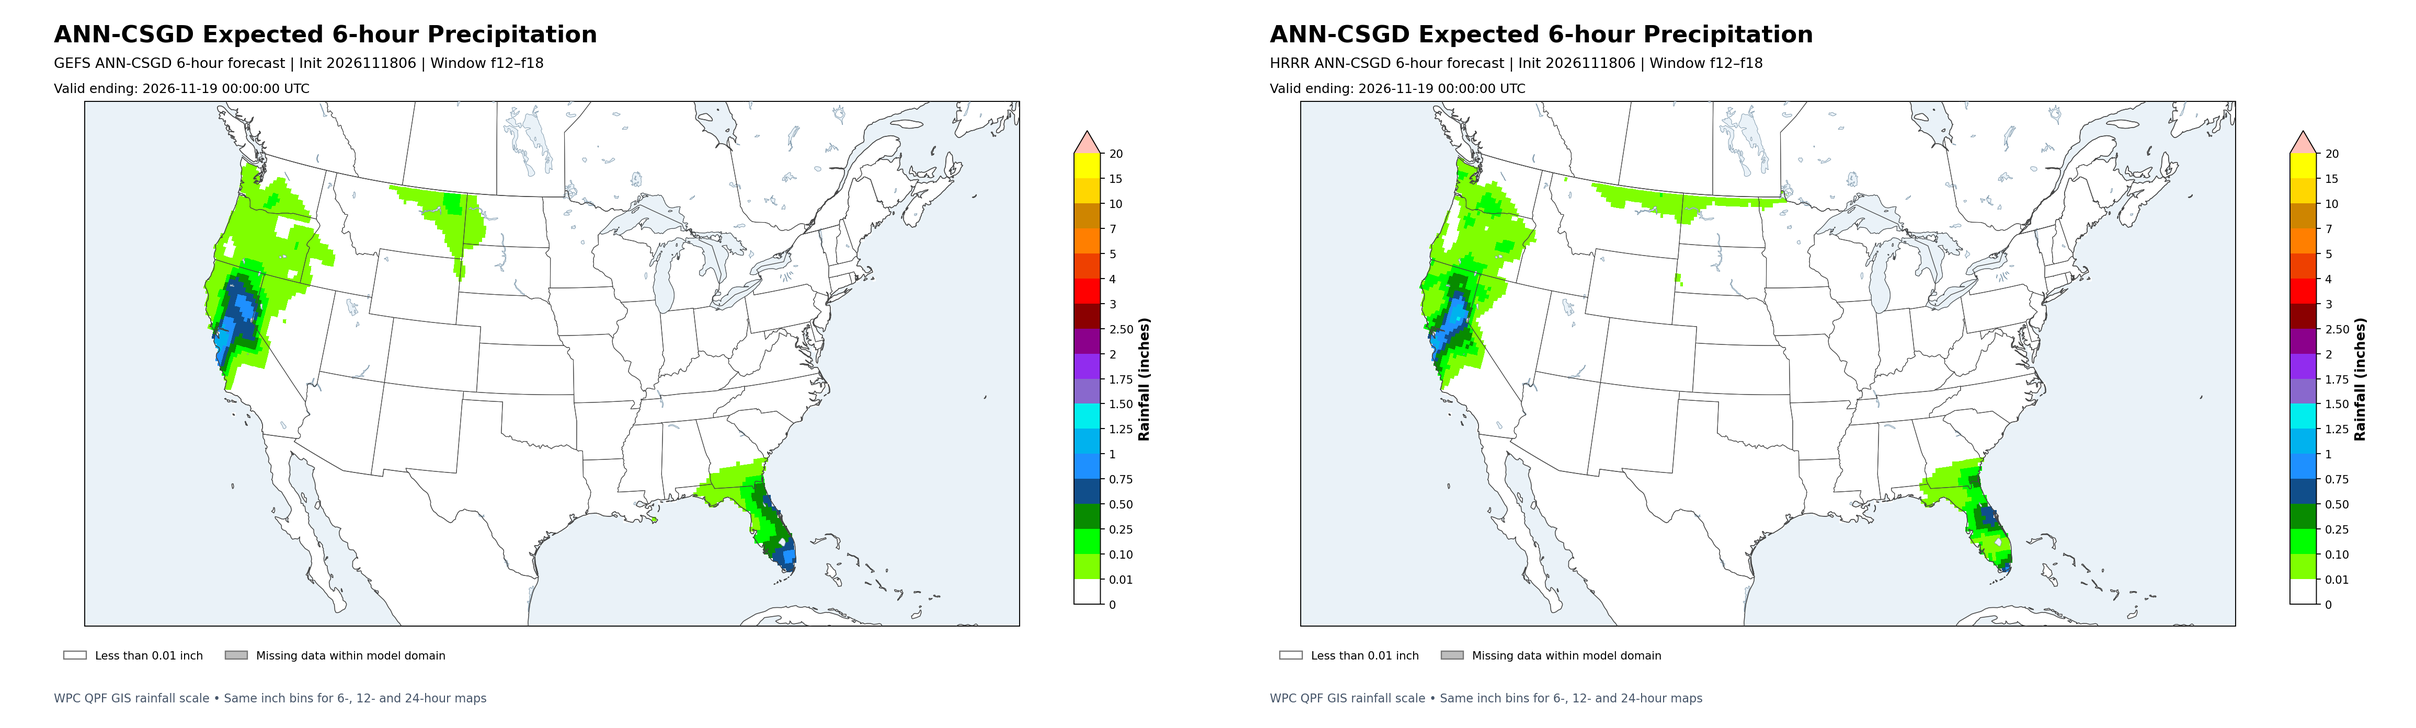 ANN-CSGD Expected 6-hour Precipitation
GEFS ANN-CSGD 6-hour forecast | Init 2026111806 | Window f12–f18
Valid ending: 2026-11-19 00:00:00 UTC
20
15
10
7
5
4
3
2.50
2
1.75
1.50
1.25
1
0.75
0.50
0.25
0.10
0.01
0
Rainfall (inches)
Less than 0.01 inch
Missing data within model domain
WPC QPF GIS rainfall scale • Same inch bins for 6-, 12- and 24-hour maps
ANN-CSGD Expected 6-hour Precipitation
HRRR ANN-CSGD 6-hour forecast | Init 2026111806 | Window f12–f18
Valid ending: 2026-11-19 00:00:00 UTC
20
15
10
7
5
4
3
2.50
2
1.75
1.50
1.25
1
0.75
0.50
0.25
0.10
0.01
0
Rainfall (inches)
Less than 0.01 inch
Missing data within model domain
WPC QPF GIS rainfall scale • Same inch bins for 6-, 12- and 24-hour maps